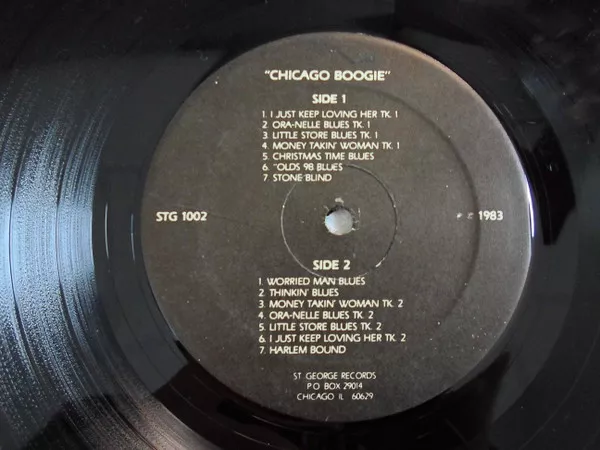 "CHICAGO BOOGIE"
SIDE 1
1. I JUST KEEP LOVING HER TK. 1
2. ORA-NELLE BLUES TK. 1
3. LITTLE STORE BLUES TK. 1
4. MONEY TAKIN' WOMAN TK. 1
5. CHRISTMAS TIME BLUES
6. "OLDS 98 BLUES
7. STONE BLIND
STG 1002
1983
SIDE 2
1. WORRIED MAN BLUES
2. THINKIN' BLUES
3. MONEY TAKIN' WOMAN TK. 2
4. ORA-NELLE BLUES TK. 2
5. LITTLE STORE BLUES TK. 2
6. I JUST KEEP LOVING HER TK. 2
7. HARLEM BOUND
ST GEORGE RECORDS
P O BOX 29014
CHICAGO IL 60629